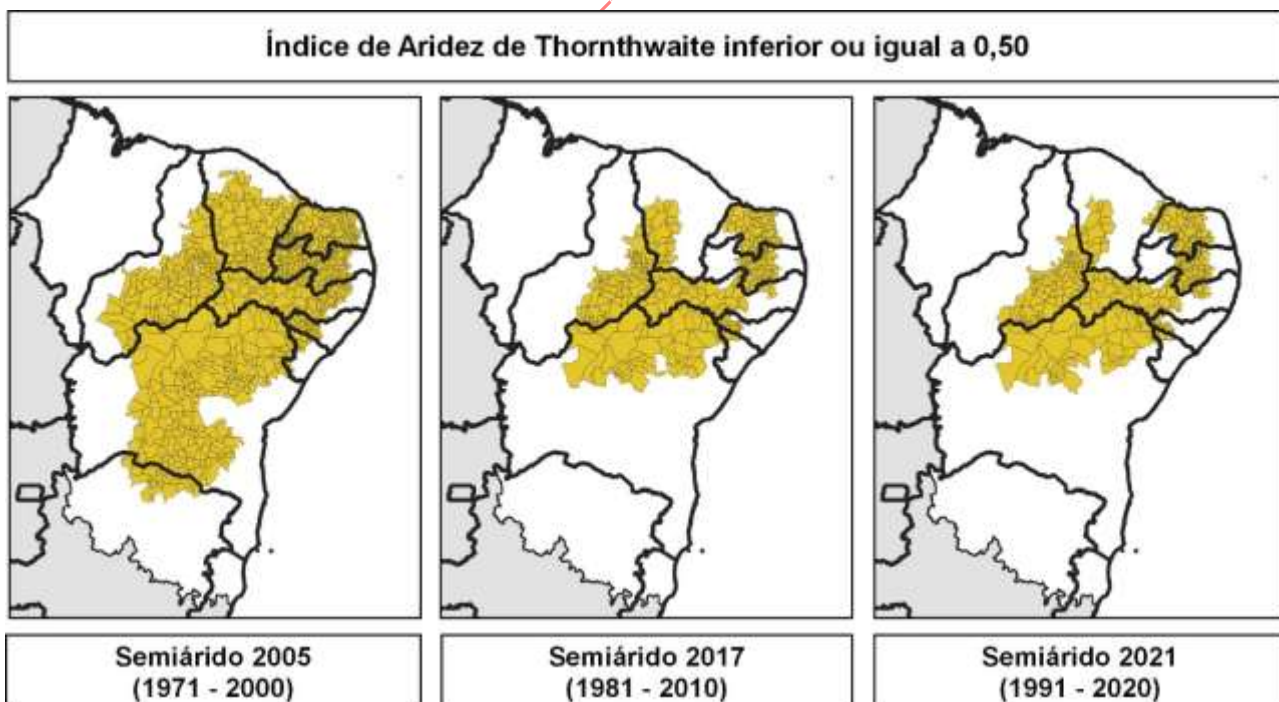 Índice de Aridez de Thornthwaite inferior ou igual a 0,50
Semiárido 2005
(1971 - 2000)
Semiárido 2017
(1981 - 2010)
Semiárido 2021
(1991 - 2020)